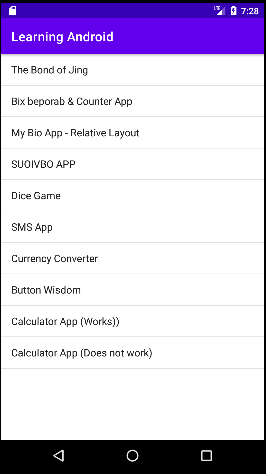 LTE 7:28
Learning Android
The Bond of Jing
Bix beporab & Counter App
My Bio App - Relative Layout
SUOIVBO APP
Dice Game
SMS App
Currency Converter
Button Wisdom
Calculator App (Works))
Calculator App (Does not work)